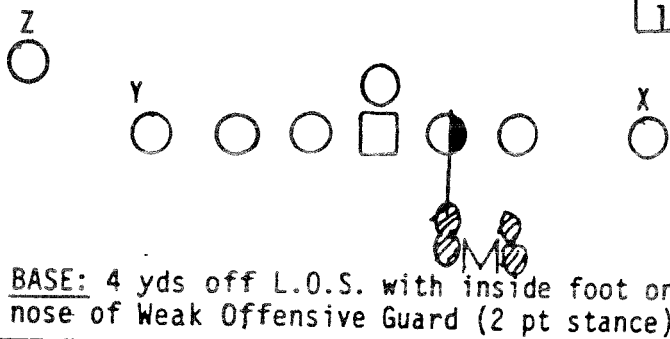 Z
Y
X
M
BASE: 4 yds off L.O.S. with inside foot on
nose of Weak Offensive Guard (2 pt stance)